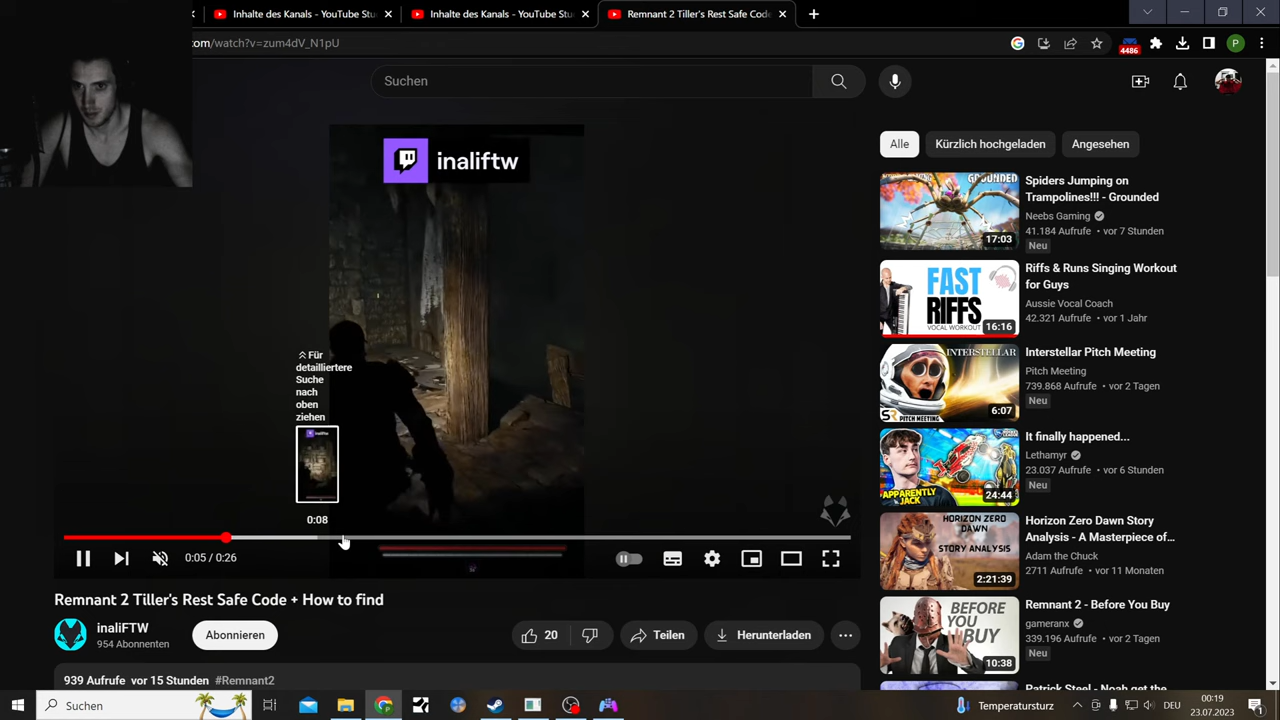 Inhalte des Kanals - YouTube Stu
Inhalte des Kanals - YouTube Stu
Remnant 2 Tiller's Rest Safe Code
com/watch?v=zum4dV_N1pU
4486
P
Suchen
inaliftw
Für
detailliertere
Suche
nach
oben
ziehen
0:08
0:05 / 0:26
Remnant 2 Tiller's Rest Safe Code + How to find
inaliFTW
954 Abonnenten
Abonnieren
20
Teilen
Herunterladen
939 Aufrufe vor 15 Stunden #Remnant2
Alle
Kürzlich hochgeladen
Angesehen
GROUNDED
17:03
Spiders Jumping on
Trampolines!!! - Grounded
Neebs Gaming
41.184 Aufrufe • vor 7 Stunden
Neu
FAST
RIFFS
VOCAL WORKOUT
16:16
Riffs & Runs Singing Workout
for Guys
Aussie Vocal Coach
42.321 Aufrufe • vor 1 Jahr
INTERSTELLAR
PITCH MEETING
6:07
Interstellar Pitch Meeting
Pitch Meeting
739.868 Aufrufe • vor 2 Tagen
Neu
APPARENTLY
JACK
24:44
It finally happened...
Lethamyr
23.027 Aufrufe • vor 6 Stunden
Neu
HORIZON ZERO
DAWN
STORY ANALYSIS
2:21:39
Horizon Zero Dawn Story
Analysis - A Masterpiece of...
Adam the Chuck
2711 Aufrufe • vor 11 Monaten
BEFORE
YOU
BUY
10:38
Remnant 2 - Before You Buy
gameranx
339.196 Aufrufe • vor 2 Tagen
Neu
Patrick Steel - Noah get the
Suchen
Temperatursturz
DEU
00:19
23.07.2023
1